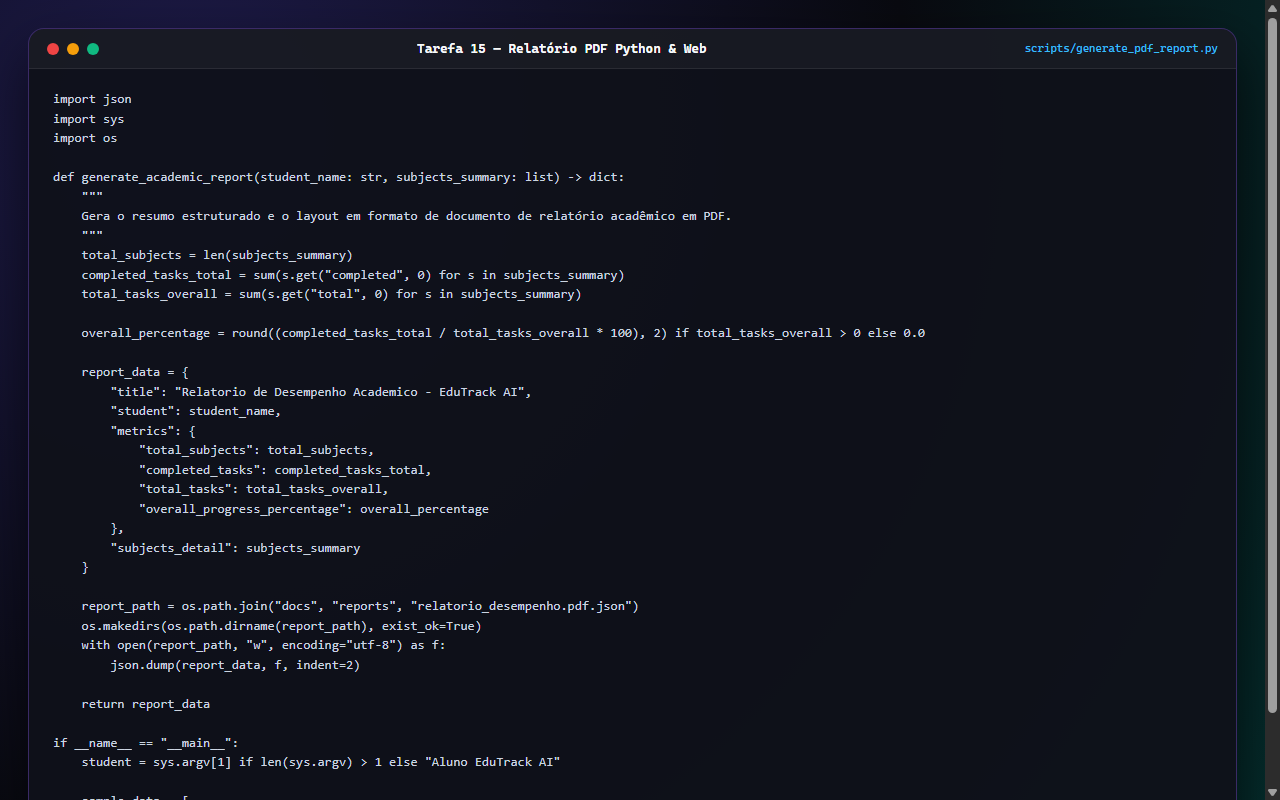 Tarefa 15 — Relatório PDF Python & Web
scripts/generate_pdf_report.py
import json
import sys
import os
def generate_academic_report(student_name: str, subjects_summary: list) -> dict:
    """
    Gera o resumo estruturado e o layout em formato de documento de relatório acadêmico em PDF.
    """
    total_subjects = len(subjects_summary)
    completed_tasks_total = sum(s.get("completed", 0) for s in subjects_summary)
    total_tasks_overall = sum(s.get("total", 0) for s in subjects_summary)
    overall_percentage = round((completed_tasks_total / total_tasks_overall * 100), 2) if total_tasks_overall > 0 else 0.0
    report_data = {
        "title": "Relatorio de Desempenho Academico - EduTrack AI",
        "student": student_name,
        "metrics": {
            "total_subjects": total_subjects,
            "completed_tasks": completed_tasks_total,
            "total_tasks": total_tasks_overall,
            "overall_progress_percentage": overall_percentage
        },
        "subjects_detail": subjects_summary
    }
    report_path = os.path.join("docs", "reports", "relatorio_desempenho.pdf.json")
    os.makedirs(os.path.dirname(report_path), exist_ok=True)
    with open(report_path, "w", encoding="utf-8") as f:
        json.dump(report_data, f, indent=2)
    return report_data
if __name__ == "__main__":
    student = sys.argv[1] if len(sys.argv) > 1 else "Aluno EduTrack AI"